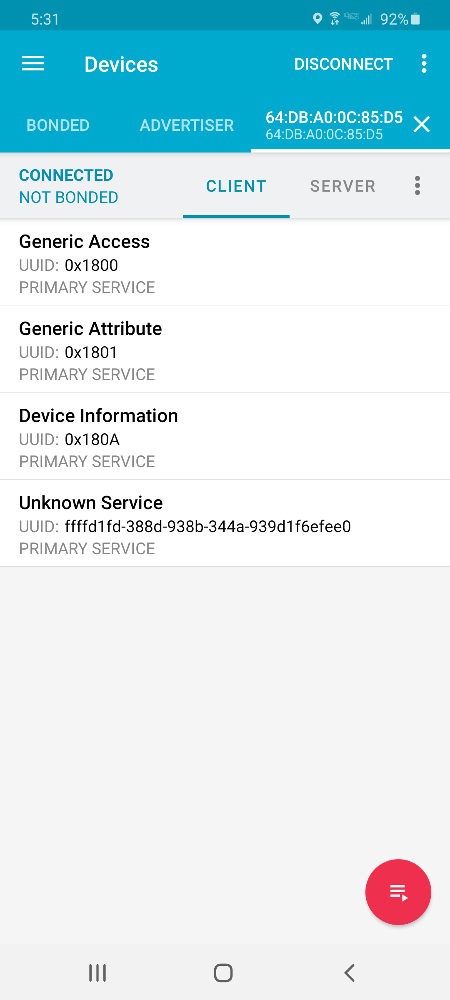 5:31
92%
Devices
DISCONNECT
BONDED
ADVERTISER
64:DB:A0:0C:85:D5
64:DB:A0:0C:85:D5
CONNECTED
NOT BONDED
CLIENT
SERVER
Generic Access
UUID: 0x1800
PRIMARY SERVICE
Generic Attribute
UUID: 0x1801
PRIMARY SERVICE
Device Information
UUID: 0x180A
PRIMARY SERVICE
Unknown Service
UUID: ffffd1fd-388d-938b-344a-939d1f6efee0
PRIMARY SERVICE